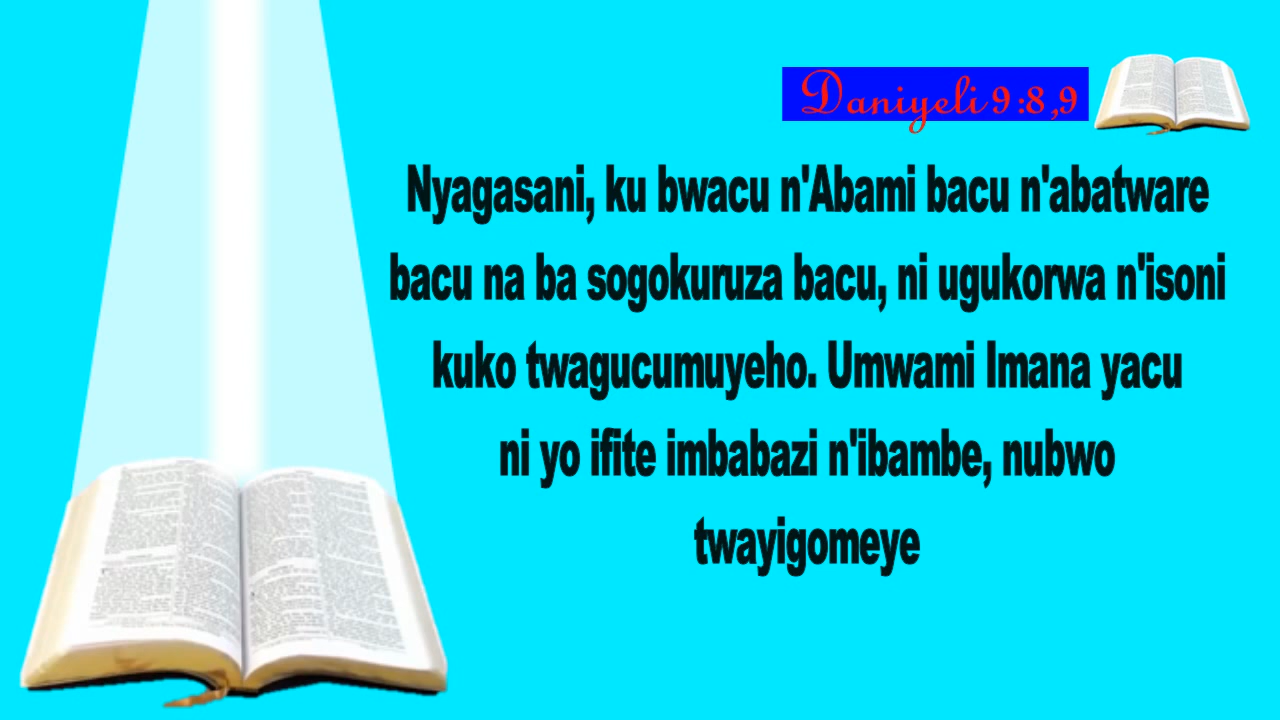 Daniyeli 9:8,9
Nyagasani, ku bwacu n'Abami bacu n'abatware
bacu na ba sogokuruza bacu, ni ugukorwa n'isoni
kuko twagucumuyeho. Umwami Imana yacu
ni yo ifite imbabazi n'ibambe, nubwo
twayigomeye